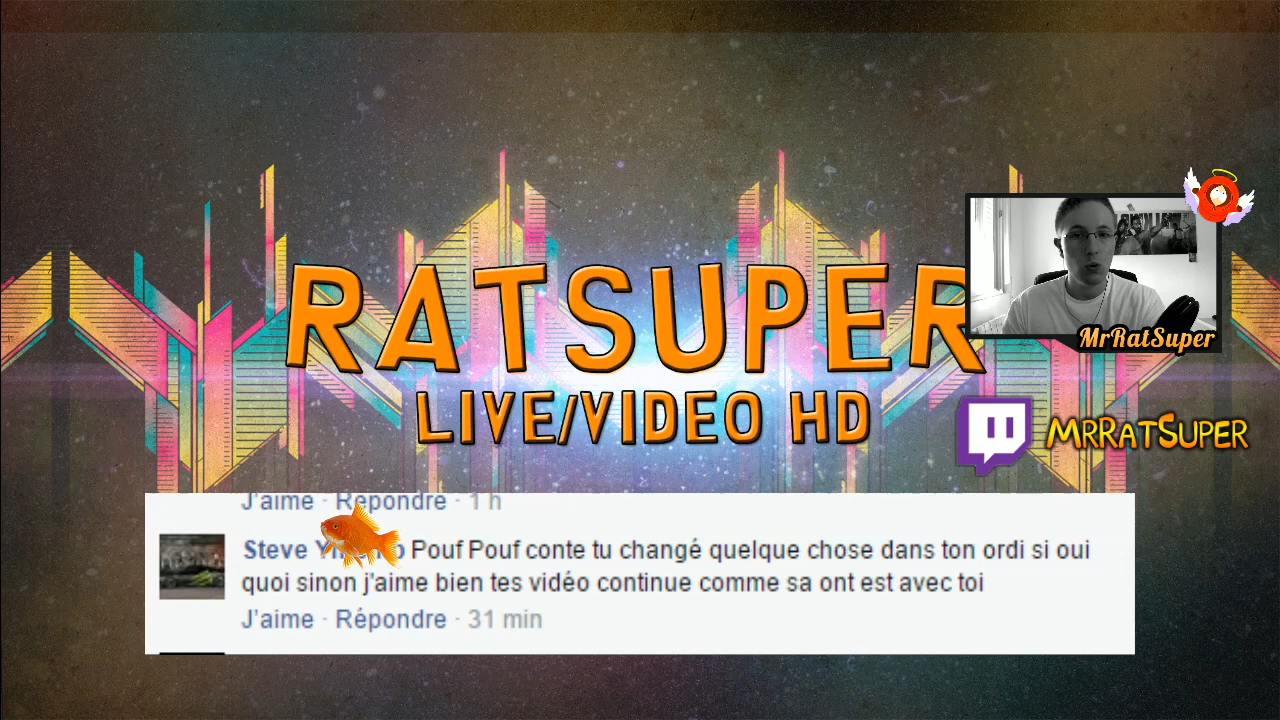 RATSUPER
MrRatSuper
LIVE/VIDEO HD
MRRATSUPER
J'aime · Répondre · 1 h
Steve Pouf Pouf conte tu changé quelque chose dans ton ordi si oui
quoi sinon j'aime bien tes vidéo continue comme sa ont est avec toi
J'aime · Répondre · 31 min